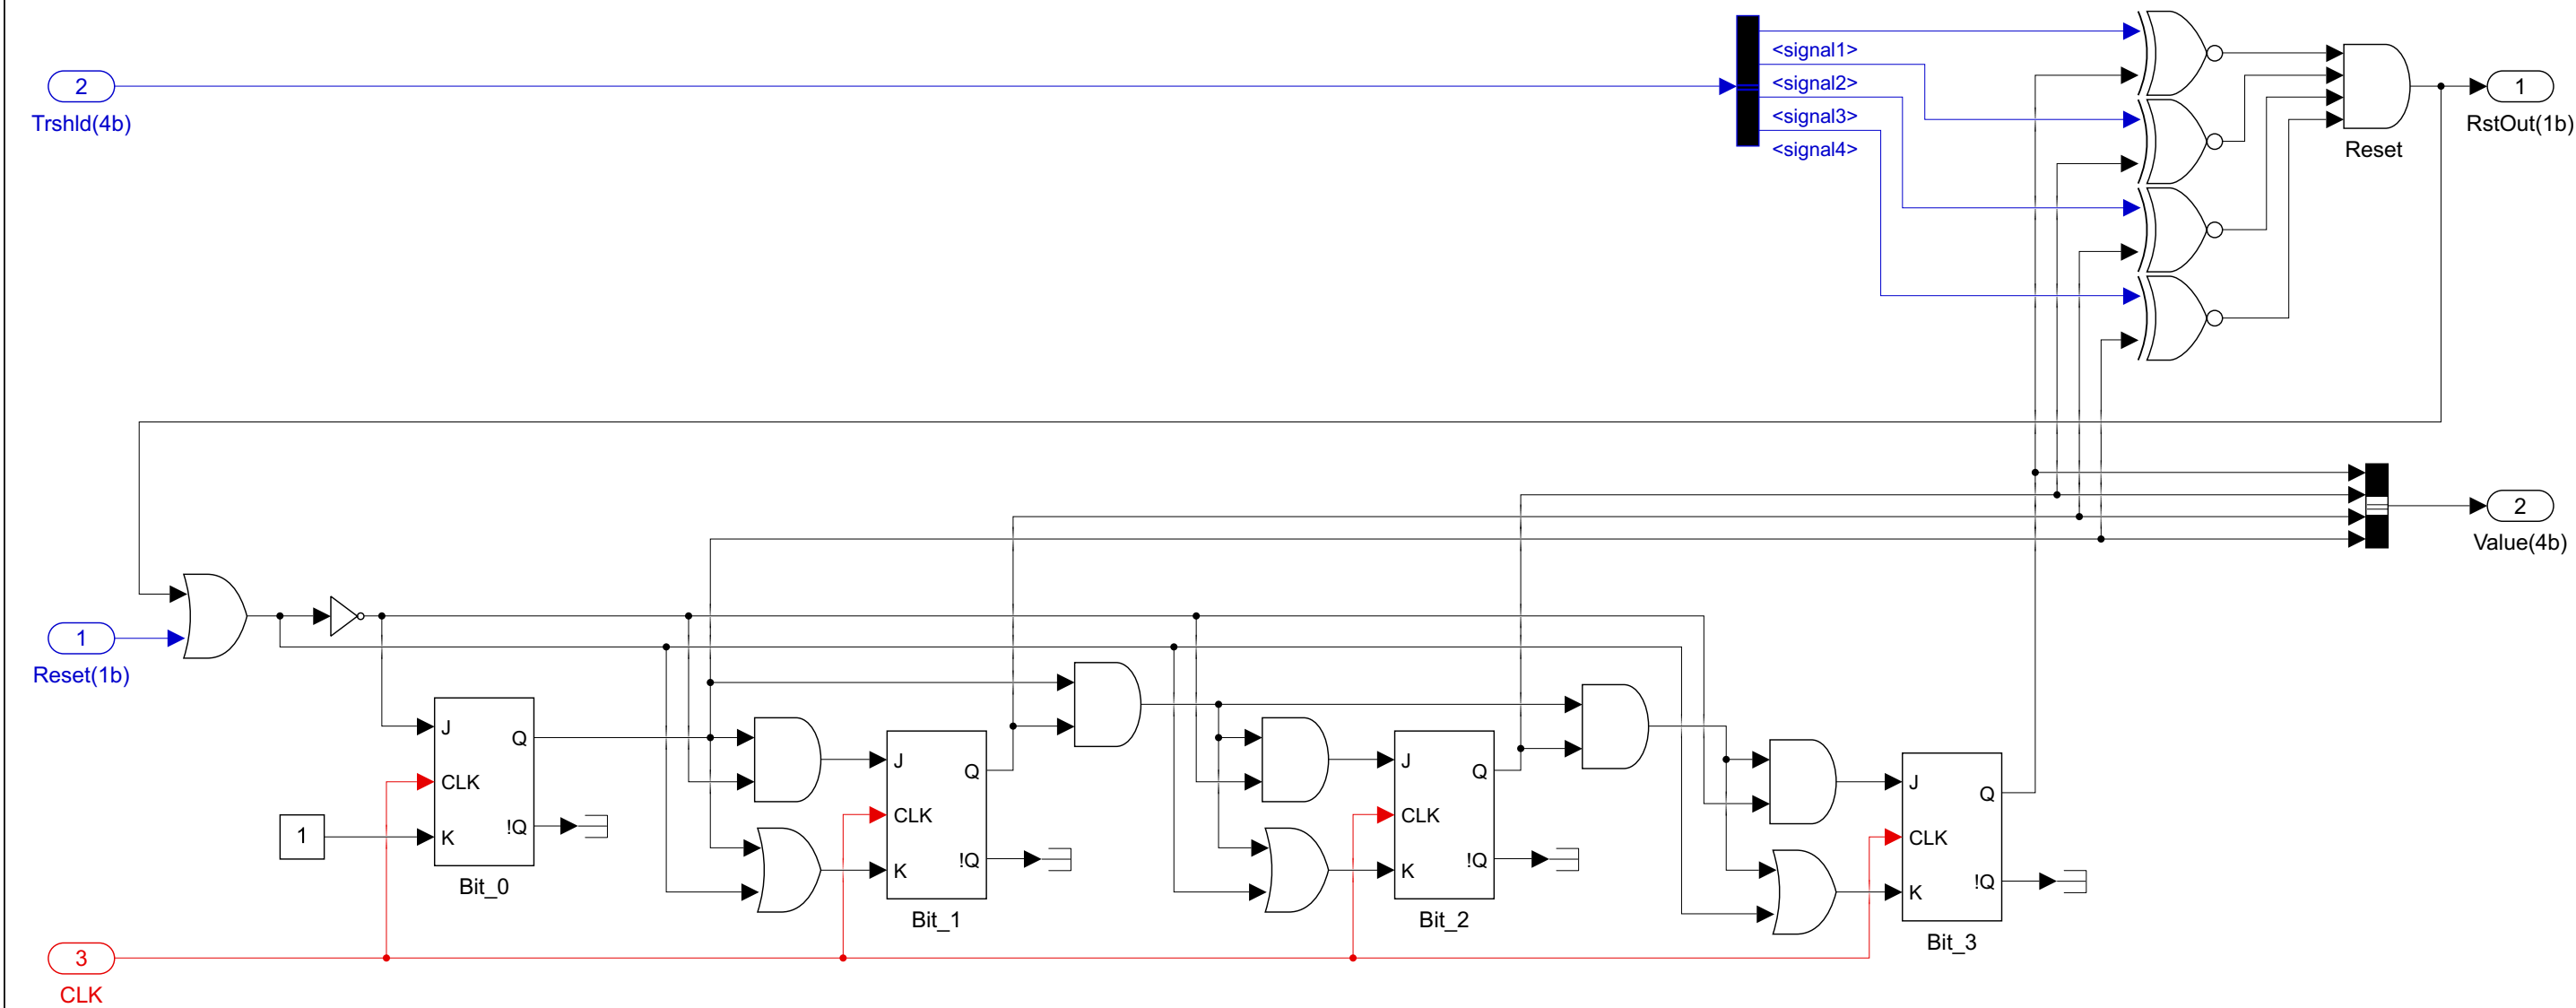 2
Trshld(4b)
<signal1>
<signal2>
<signal3>
<signal4>
Reset
1
RstOut(1b)
2
Value(4b)
1
Reset(1b)
J
Q
CLK
1
K
!Q
Bit_0
J
Q
CLK
K
!Q
Bit_1
J
Q
CLK
K
!Q
Bit_2
J
Q
CLK
K
!Q
Bit_3
3
CLK